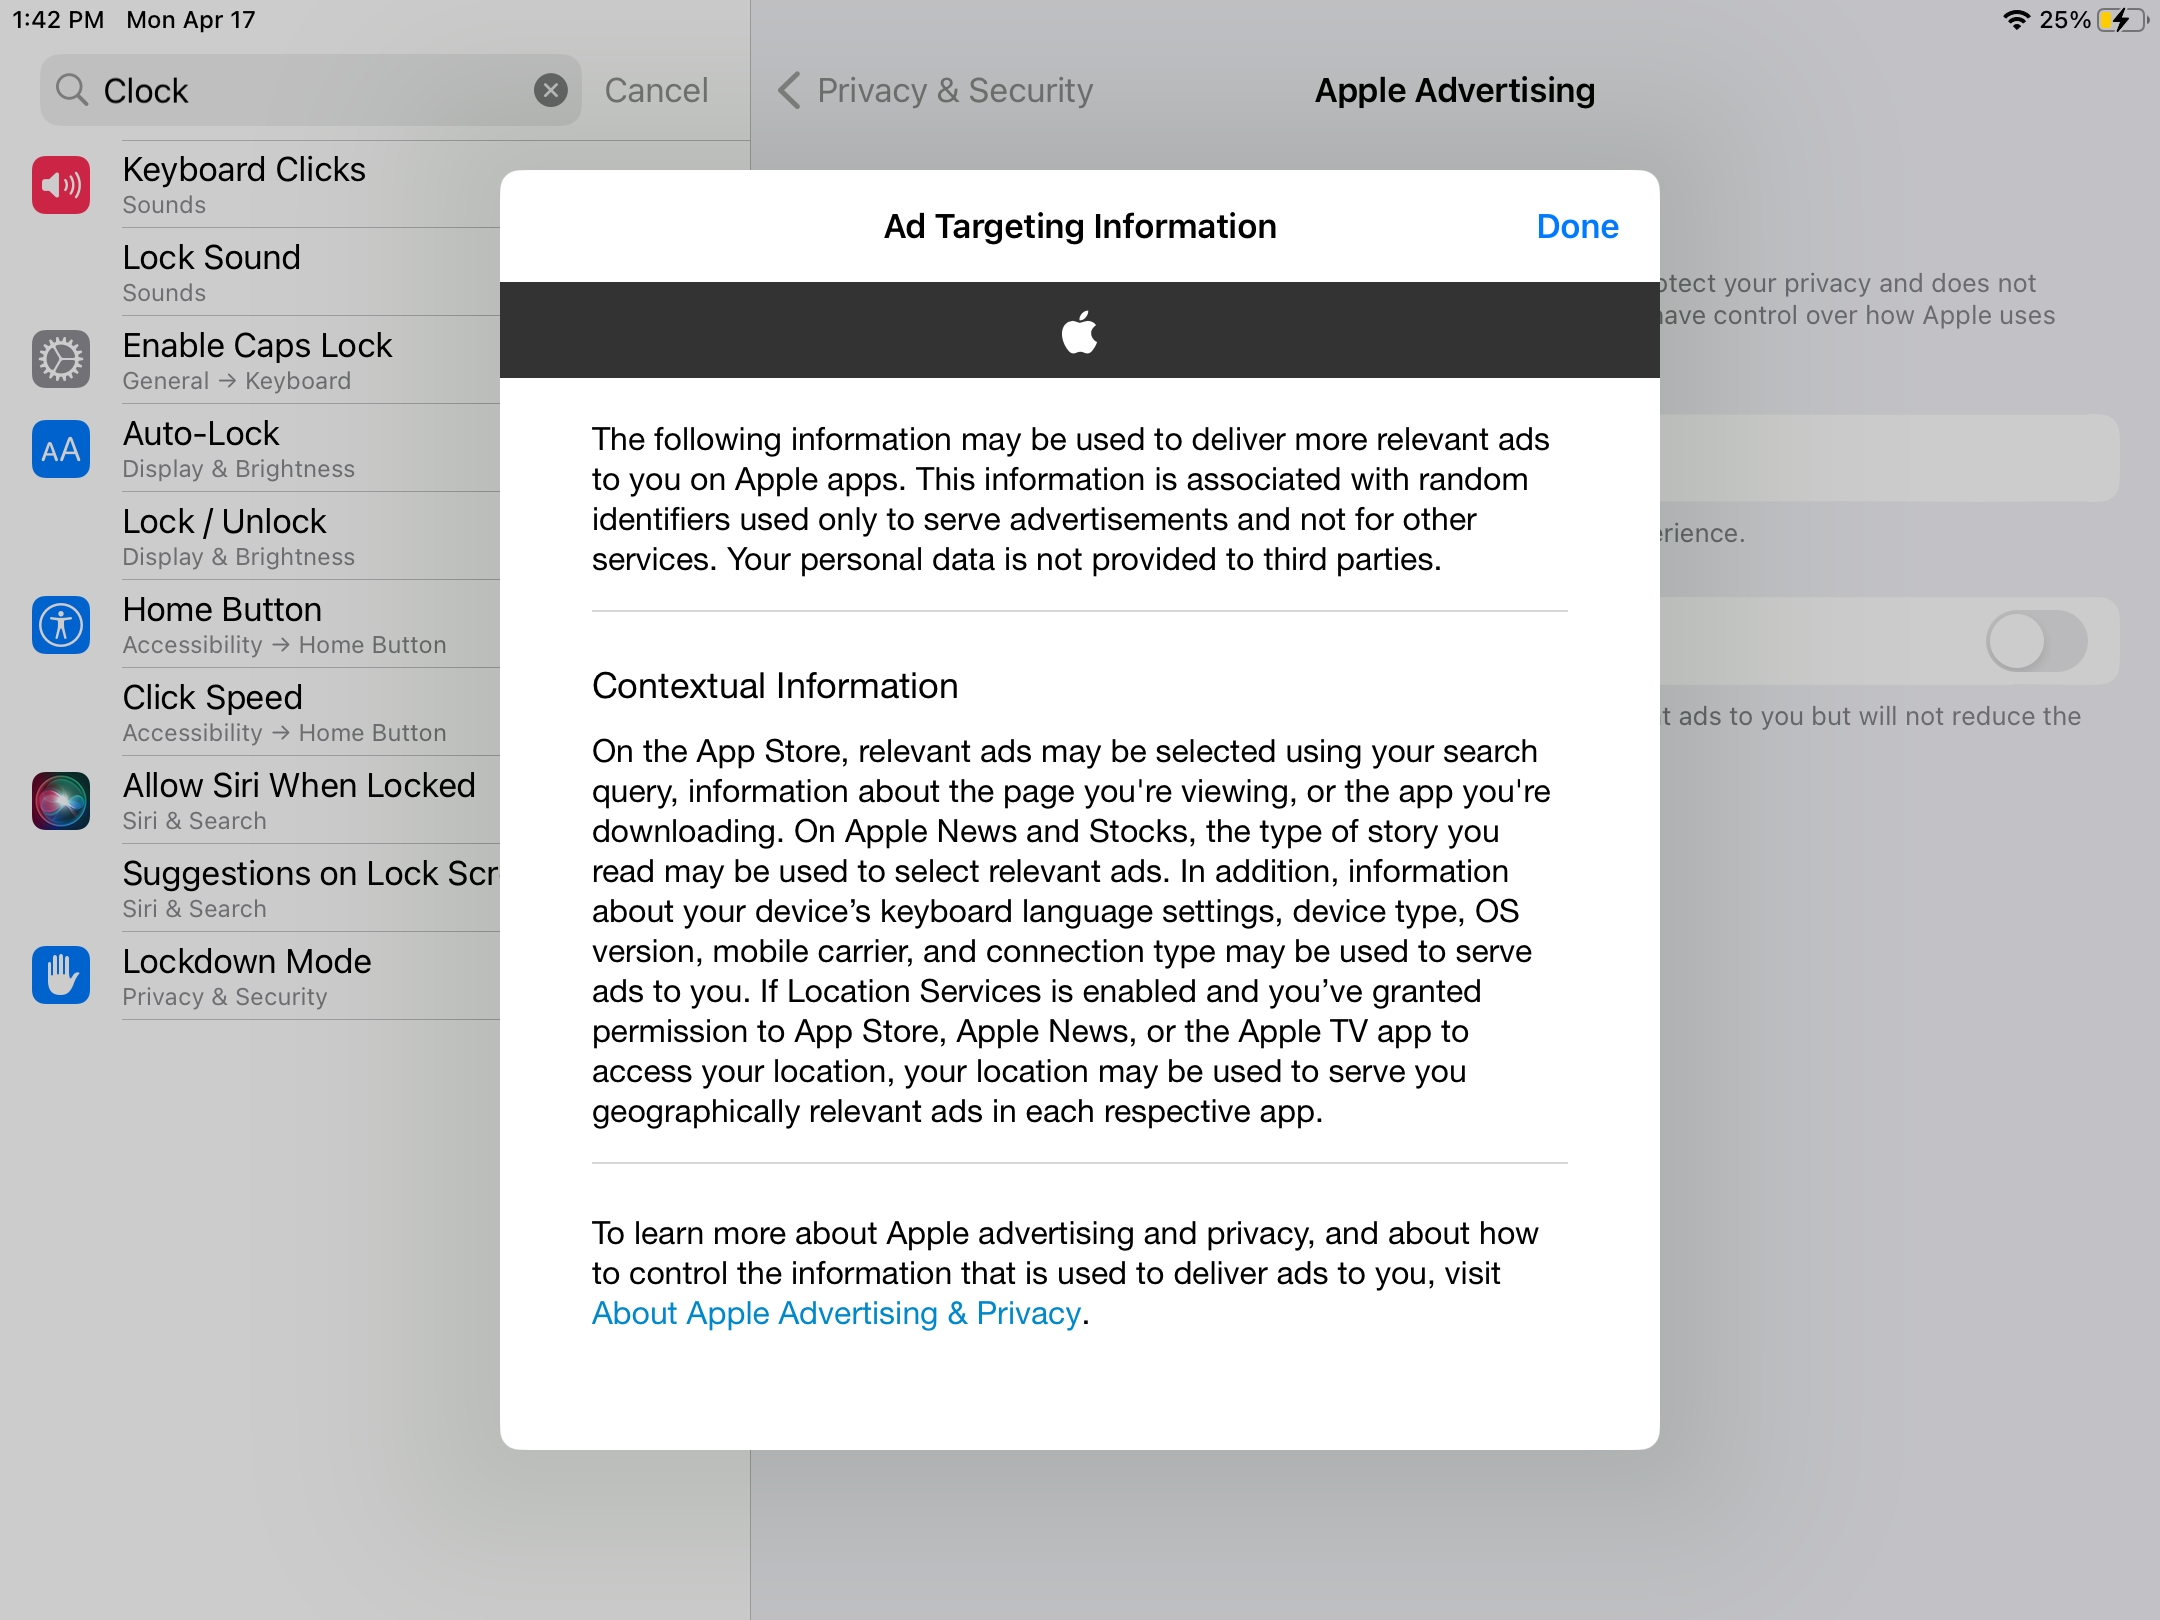 1:42 PM Mon Apr 17
25%
Clock
Cancel
Keyboard Clicks
Sounds
Lock Sound
Sounds
Enable Caps Lock
General → Keyboard
Auto-Lock
Display & Brightness
Lock / Unlock
Display & Brightness
Home Button
Accessibility → Home Button
Click Speed
Accessibility → Home Button
Allow Siri When Locked
Siri & Search
Suggestions on Lock Scr
Siri & Search
Lockdown Mode
Privacy & Security
Privacy & Security
Apple Advertising
your privacy and does not
control over how Apple uses
ads to you but will not reduce the
Ad Targeting Information
Done
The following information may be used to deliver more relevant ads
to you on Apple apps. This information is associated with random
identifiers used only to serve advertisements and not for other
services. Your personal data is not provided to third parties.
Contextual Information
On the App Store, relevant ads may be selected using your search
query, information about the page you're viewing, or the app you're
downloading. On Apple News and Stocks, the type of story you
read may be used to select relevant ads. In addition, information
about your device’s keyboard language settings, device type, OS
version, mobile carrier, and connection type may be used to serve
ads to you. If Location Services is enabled and you’ve granted
permission to App Store, Apple News, or the Apple TV app to
access your location, your location may be used to serve you
geographically relevant ads in each respective app.
To learn more about Apple advertising and privacy, and about how
to control the information that is used to deliver ads to you, visit
About Apple Advertising & Privacy.